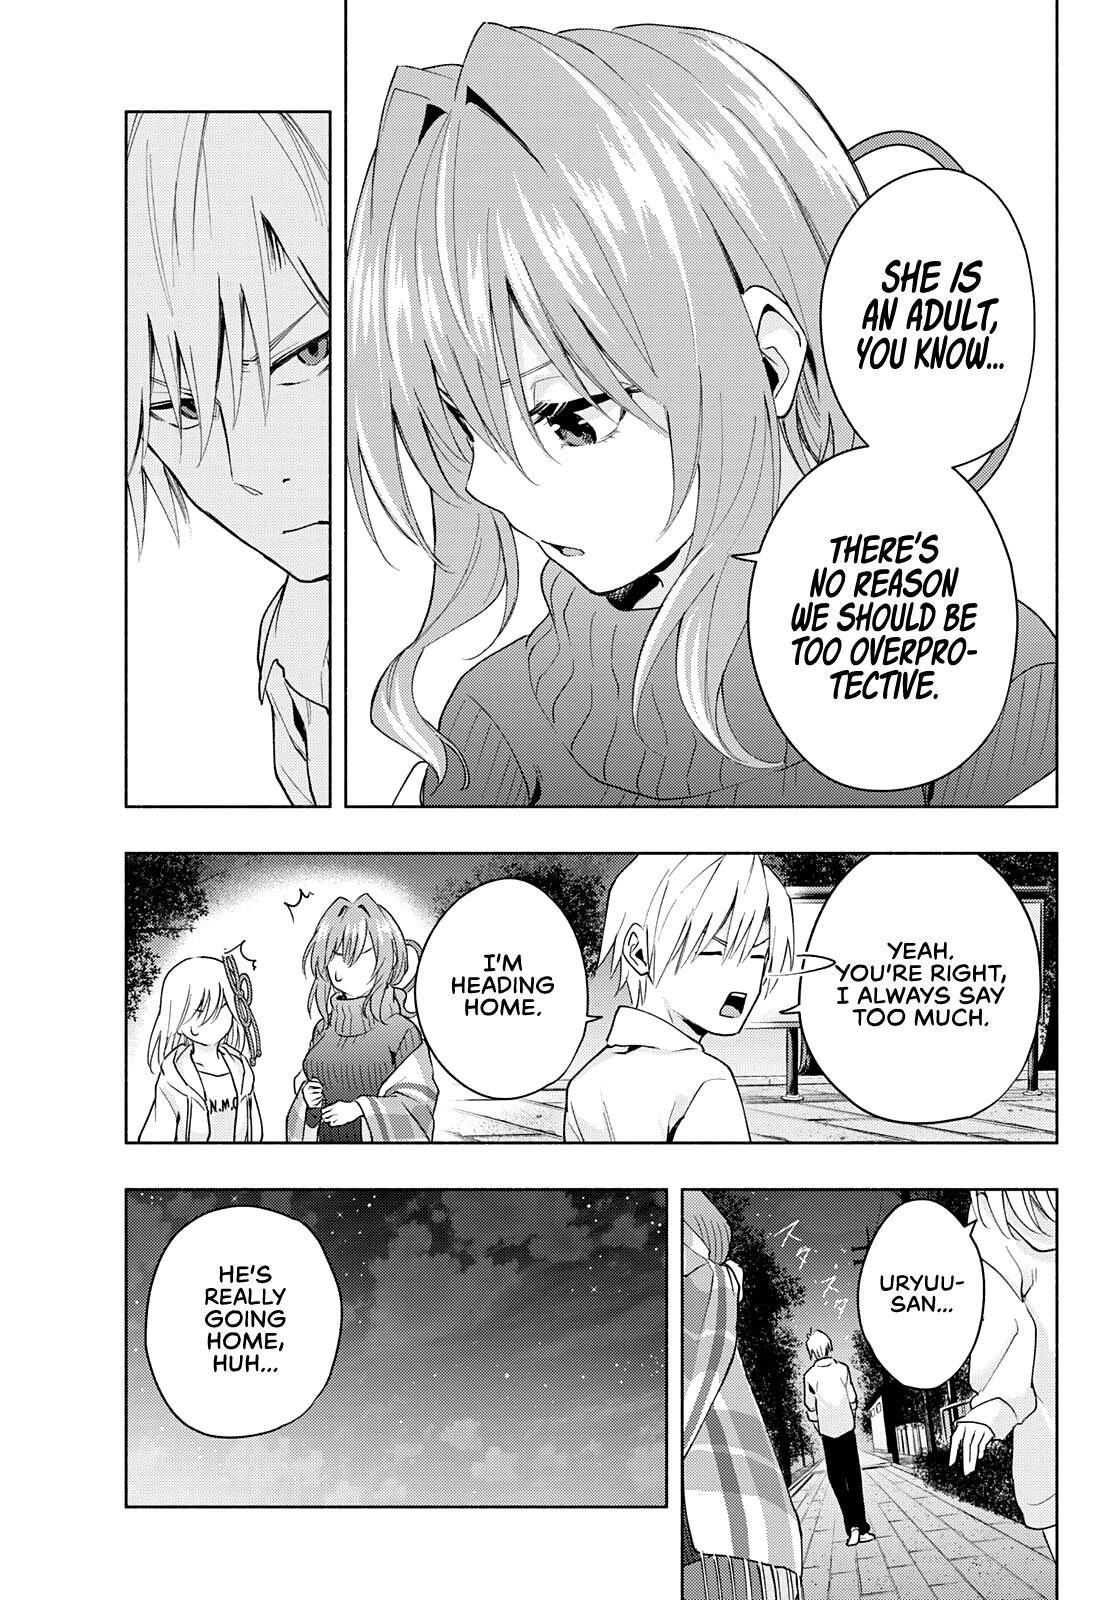 SHE IS
AN ADULT,
YOU KNOW...
THERE'S
NO REASON
WE SHOULD BE
TOO OVERPRO-
TECTIVE.
YEAH.
YOU'RE RIGHT,
I ALWAYS SAY
TOO MUCH.
I'M
HEADING
HOME.
N.M.C
URYUU-
SAN...
スタ
スタ
HE'S
REALLY
GOING
HOME,
HUH...